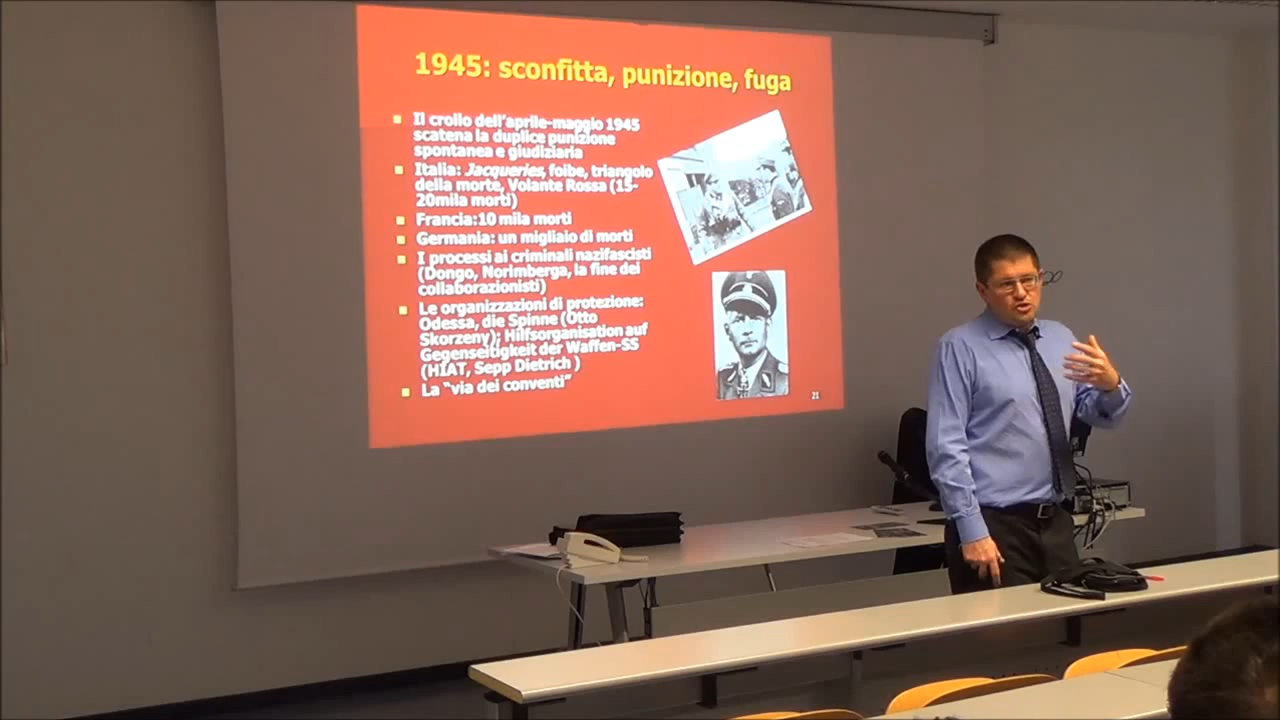 1945: sconfitta, punizione, fuga
Il crollo dell'aprile-maggio 1945
scatena la duplice punizione
spontanea e giudiziaria
Italia: Jacqueries, foibe, triangolo
della morte, Volante Rossa (15-
20mila morti)
Francia:10 mila morti
Germania: un migliaio di morti
I processi ai criminali nazifascisti
(Dongo, Norimberga, la fine dei
collaborazionisti)
Le organizzazioni di protezione:
Odessa, die Spinne (Otto
Skorzeny); Hilfsorganisation auf
Gegenseitigkeit der Waffen-SS
(HIAT, Sepp Dietrich )
La “via dei conventi”
21